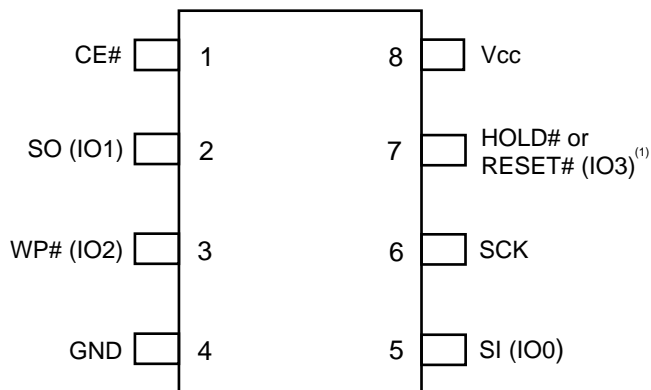 CE# 1 8 Vcc
SO (IO1) 2 7 HOLD# or
RESET# (IO3)(1)
WP# (IO2) 3 6 SCK
GND 4 5 SI (IO0)